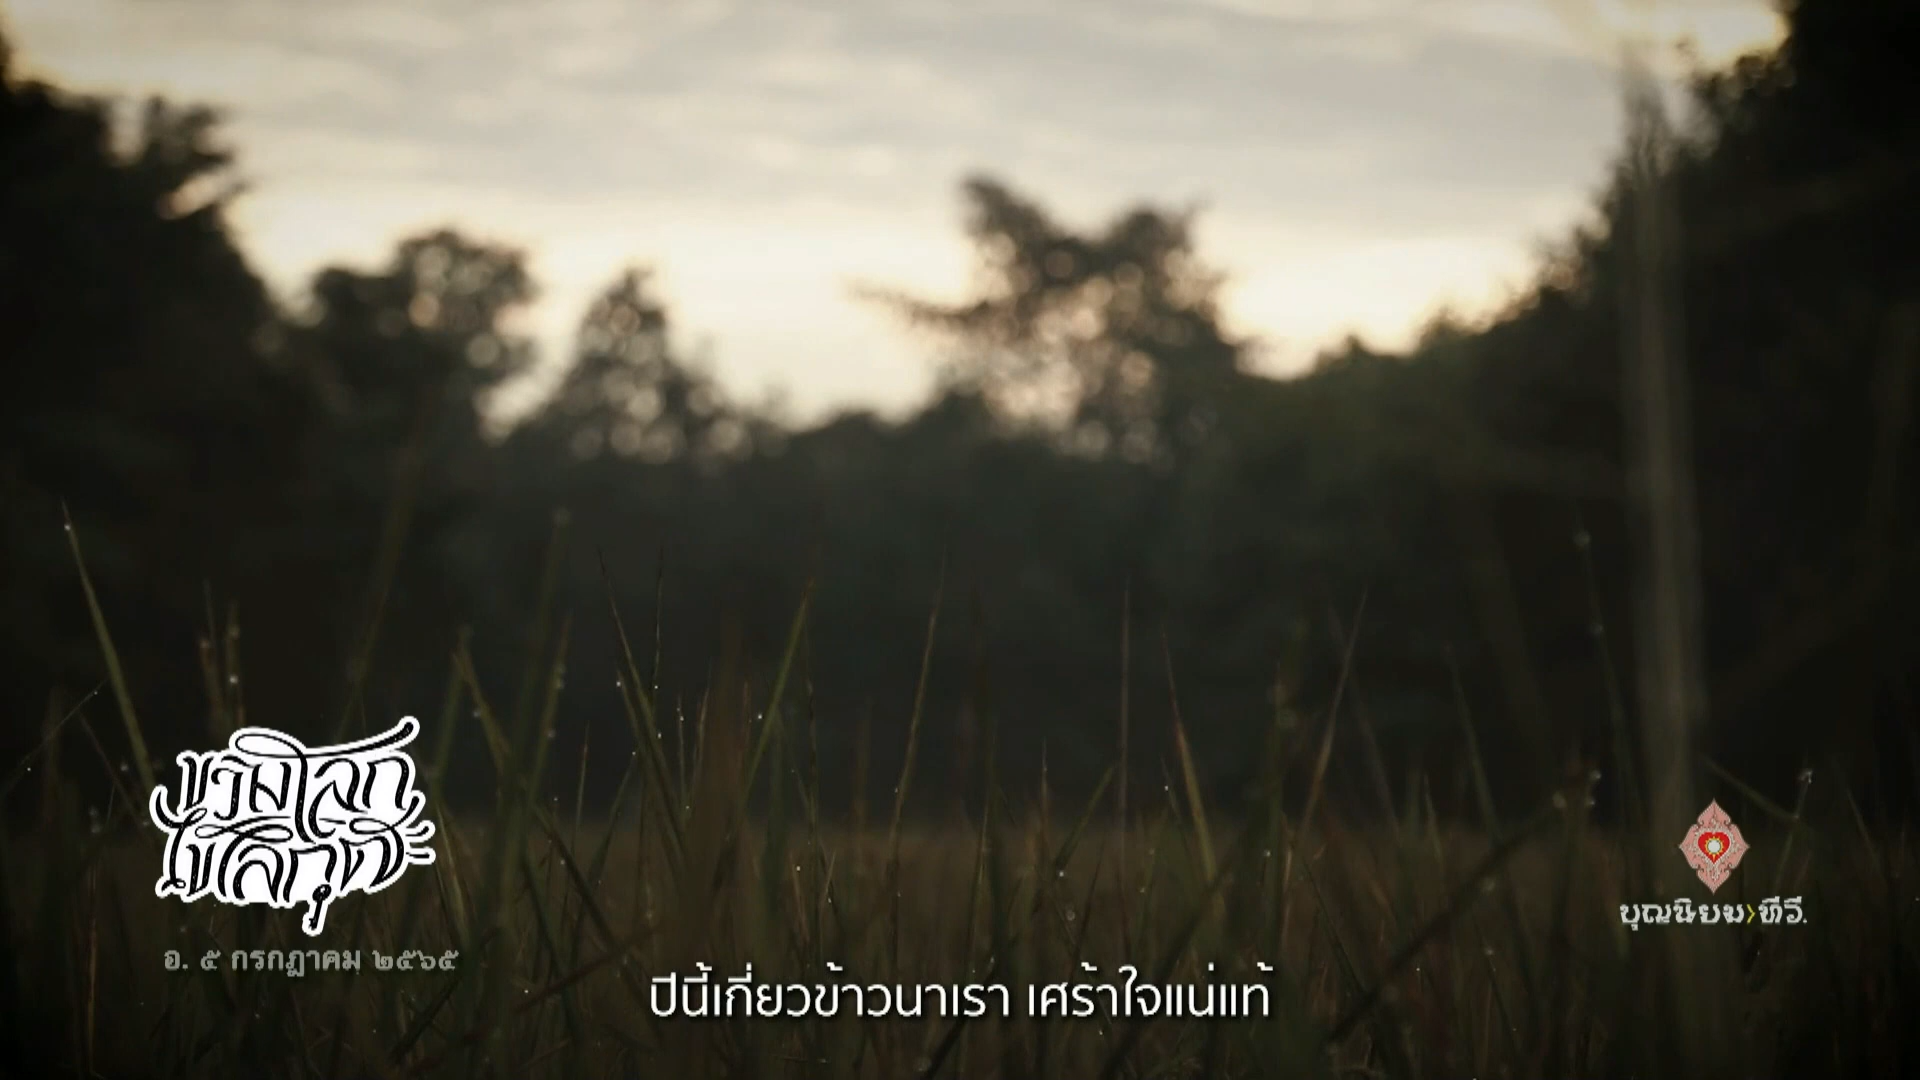 อ. ๕ กรกฎาคม ๒๕๖๕
บุญนิยม ทีวี.
ปีนี้เกี่ยวข้าวนาเรา เศร้าใจแน่แท้